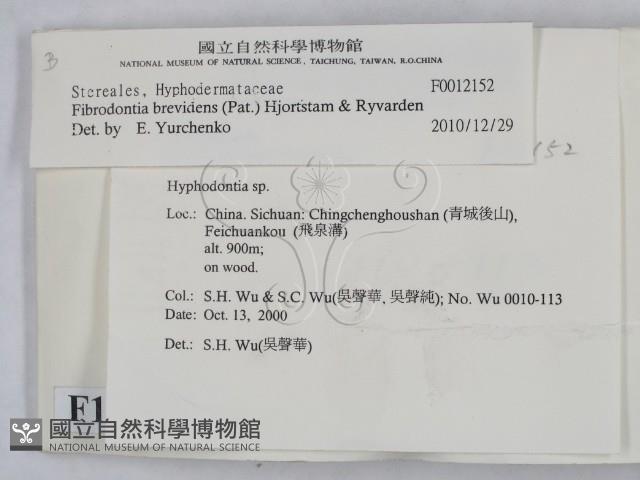 B
國立自然科學博物館
NATIONAL MUSEUM OF NATURAL SCIENCE, TAICHUNG, TAIWAN, R.O.CHINA
Stereales, Hyphodermataceae F0012152
Fibrodontia brevidens (Pat.) Hjortstam & Ryvarden
Det. by E. Yurchenko 2010/12/29
152
Hyphodontia sp.
Loc.: China. Sichuan: Chingchenghoushan (青城後山),
Feichuankou (飛泉溝)
alt. 900m;
on wood.
Col.: S.H. Wu & S.C. Wu(吳聲華, 吳聲純); No. Wu 0010-113
Date: Oct. 13, 2000
Det.: S.H. Wu(吳聲華)
F1
國立自然科學博物館
NATIONAL MUSEUM OF NATURAL SCIENCE